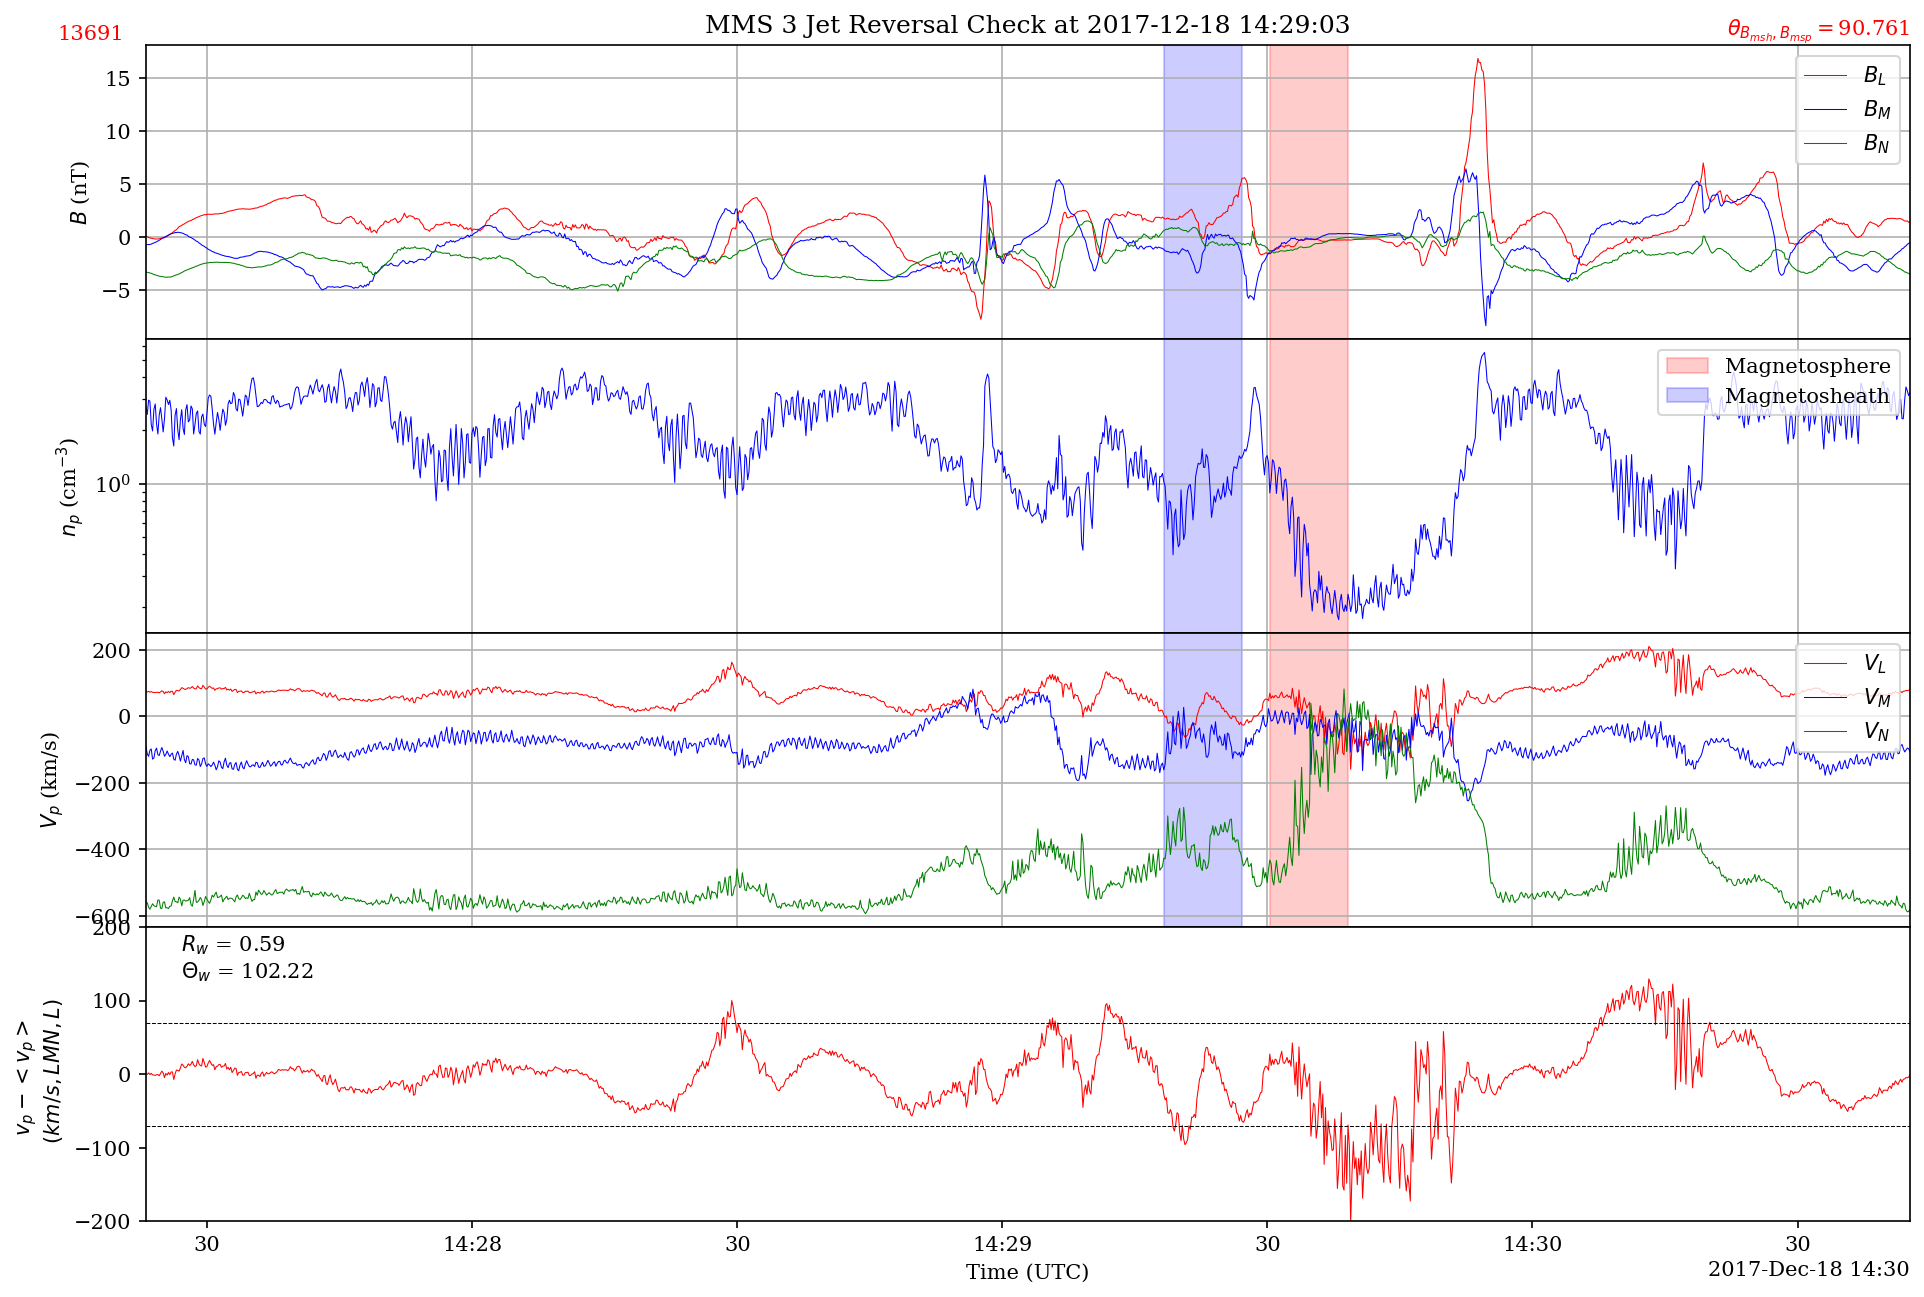 13691
MMS 3 Jet Reversal Check at 2017-12-18 14:29:03
θ_{B_{msh}, B_{msp}} = 90.761
B (nT)
15
10
5
0
−5
B_L
B_M
B_N
n_p (cm^{−3})
10^0
Magnetosphere
Magnetosheath
V_p (km/s)
200
0
−200
−400
−600
V_L
V_M
V_N
v_p − < v_p >
(km/s, LMN, L)
200
100
0
−100
−200
R_w = 0.59
Θ_w = 102.22
30 14:28 30 14:29 30 14:30 30
Time (UTC)
2017-Dec-18 14:30